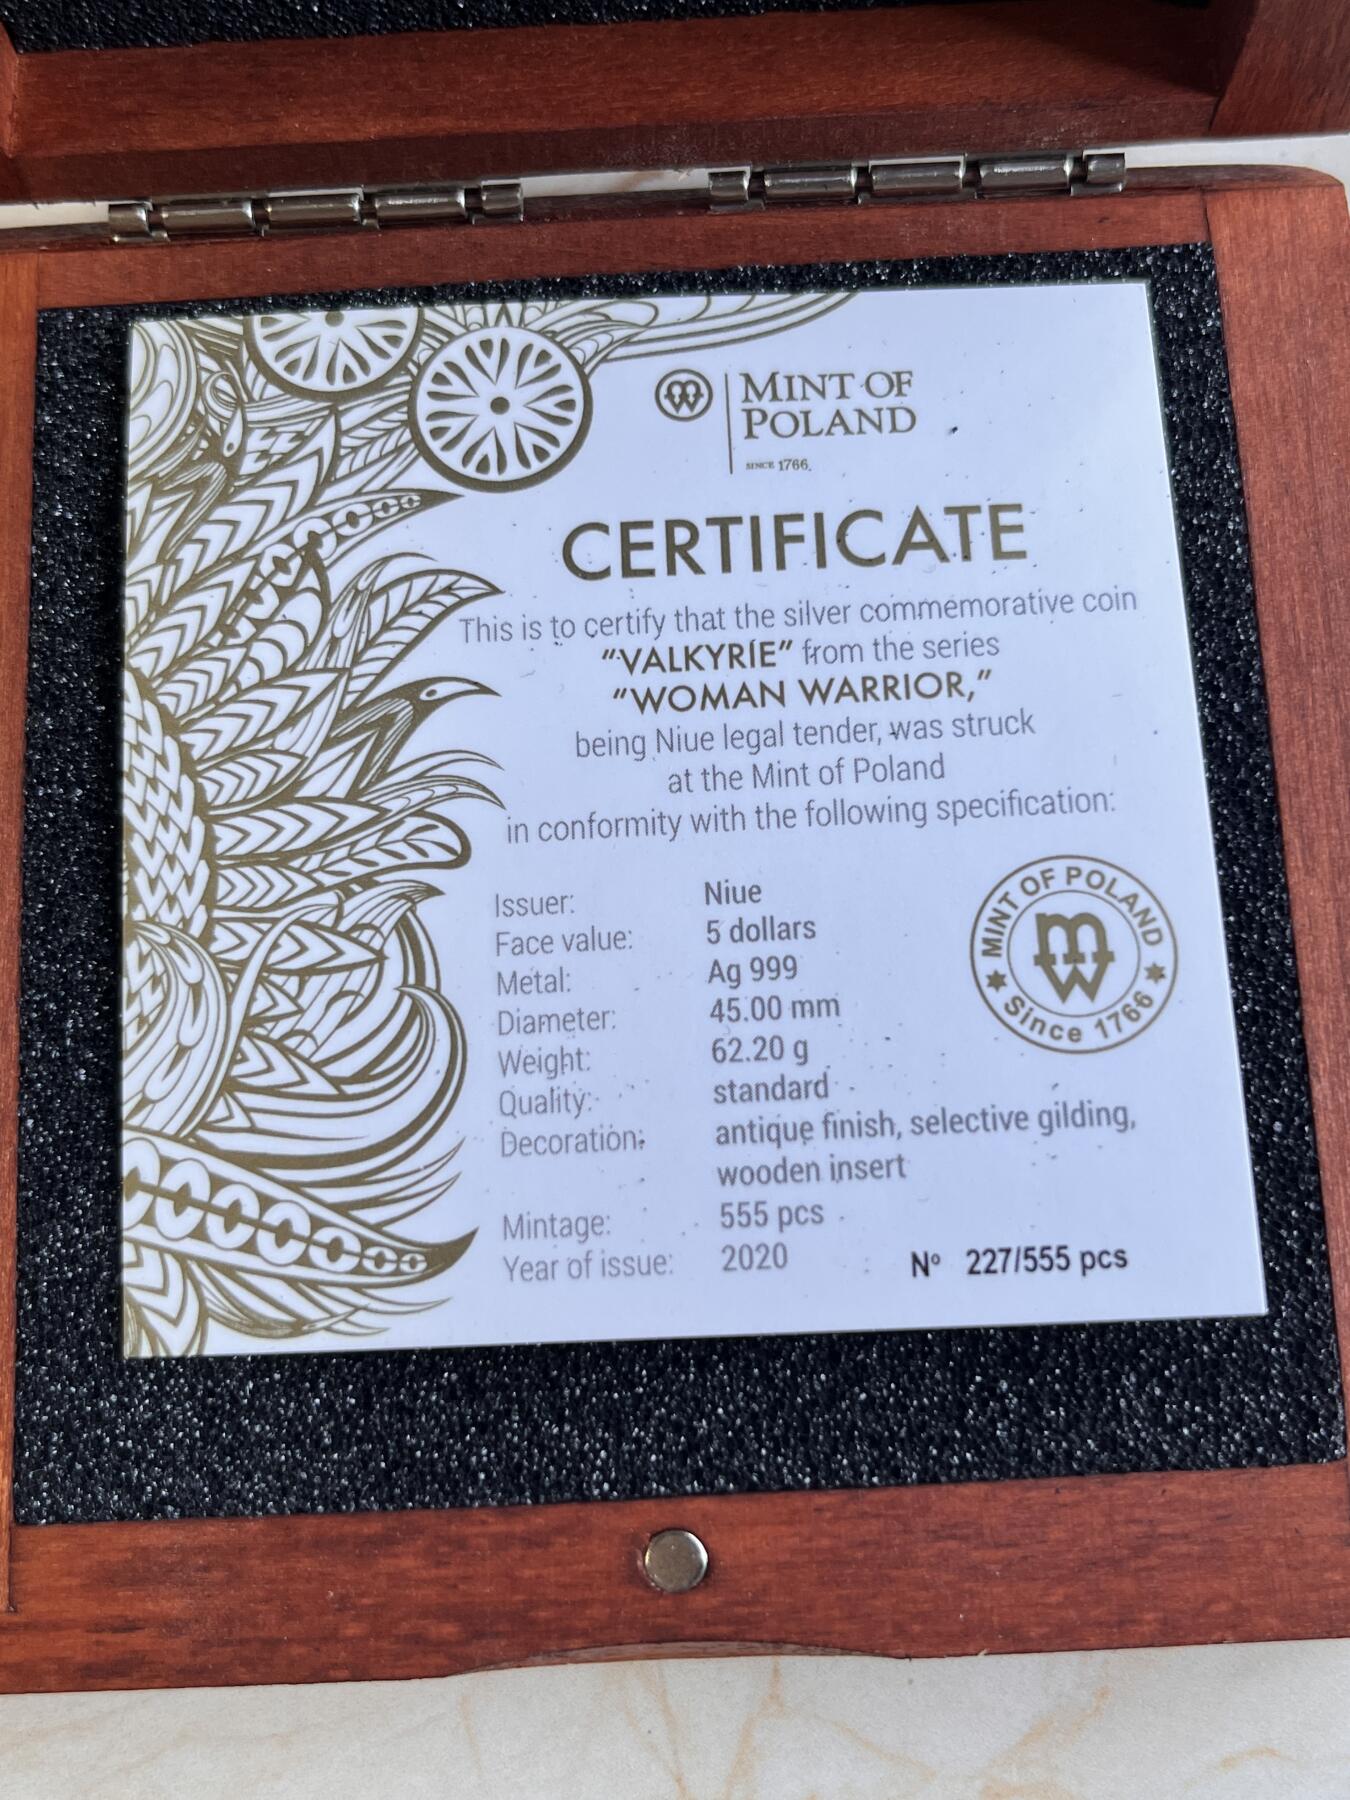 MINT OF
POLAND
SINCE 1766.
CERTIFICATE
This is to certify that the silver commemorative coin
"VALKYRIE" from the series
"WOMAN WARRIOR,"
being Niue legal tender, was struck
at the Mint of Poland
in conformity with the following specification:
Issuer: Niue
Face value: 5 dollars
Metal: Ag 999
Diameter: 45.00 mm
Weight: 62.20 g
Quality: standard
Decoration: antique finish, selective gilding,
wooden insert
Mintage: 555 pcs
Year of issue: 2020
Nº 227/555 pcs
MINT OF POLAND
Since 1766